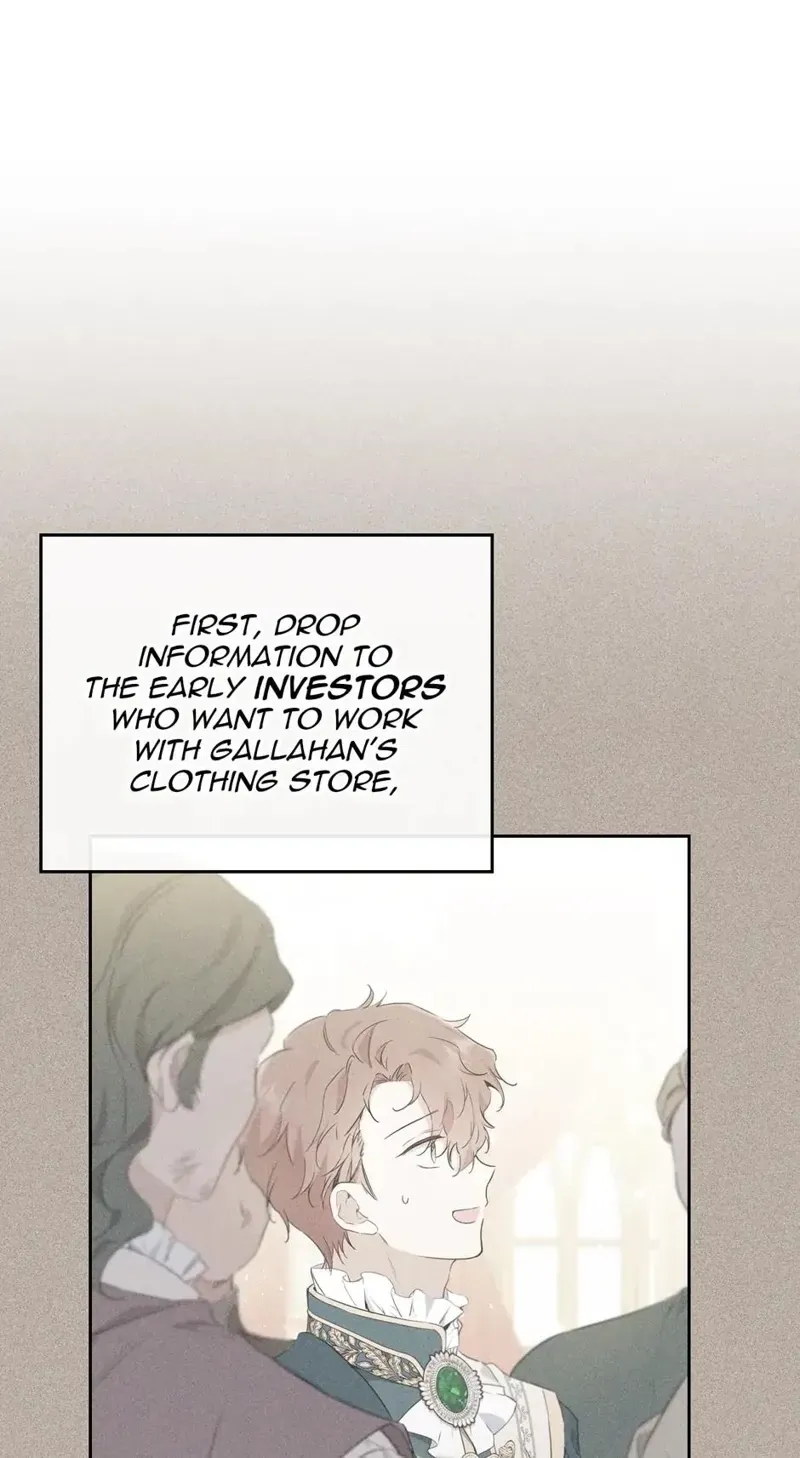 FIRST, DROP
INFORMATION TO
THE EARLY INVESTORS
WHO WANT TO WORK
WITH GALLAHAN'S
CLOTHING STORE,